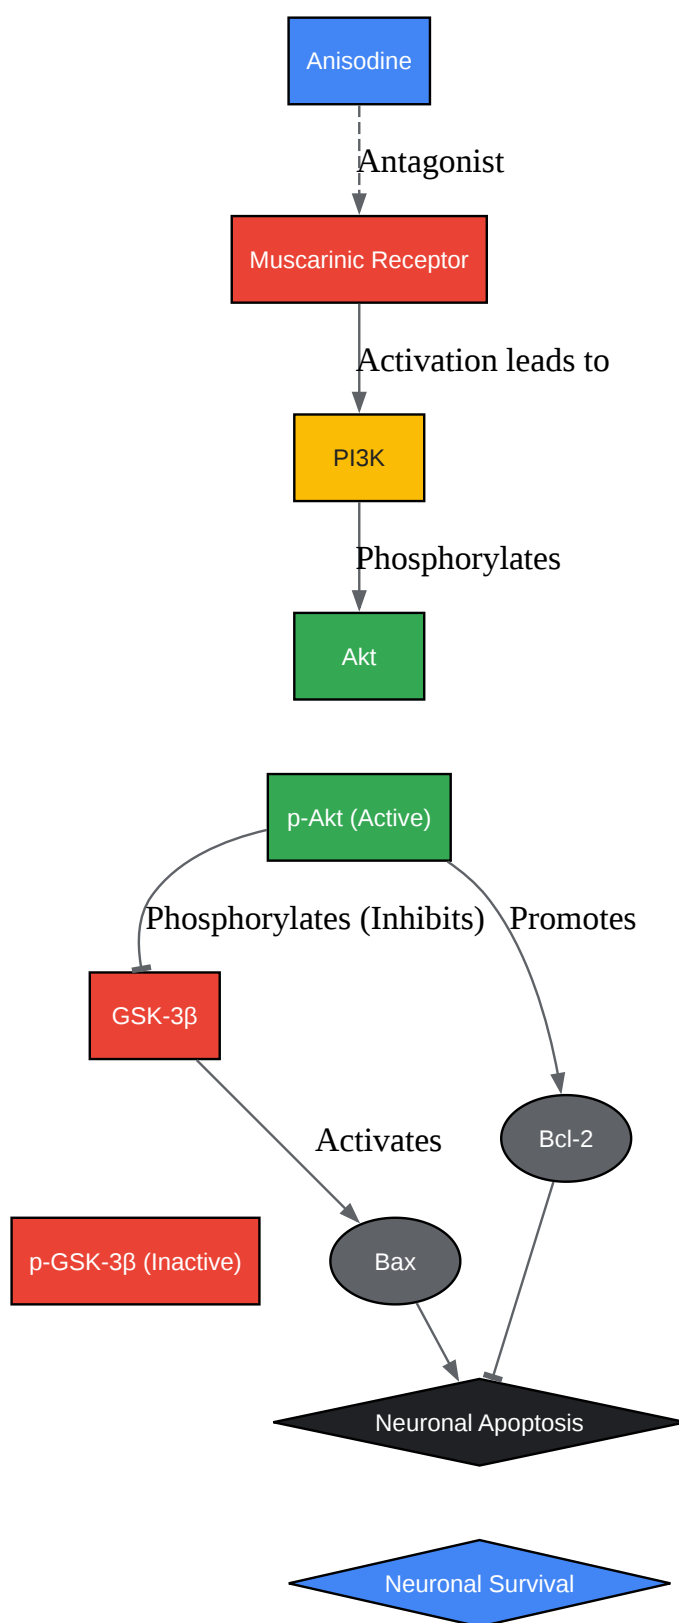 Anisodine
Antagonist
Muscarinic Receptor
Activation leads to
PI3K
Phosphorylates
Akt
p-Akt (Active)
Phosphorylates (Inhibits)
Promotes
GSK-3β
Activates
Bcl-2
p-GSK-3β (Inactive)
Bax
Neuronal Apoptosis
Neuronal Survival